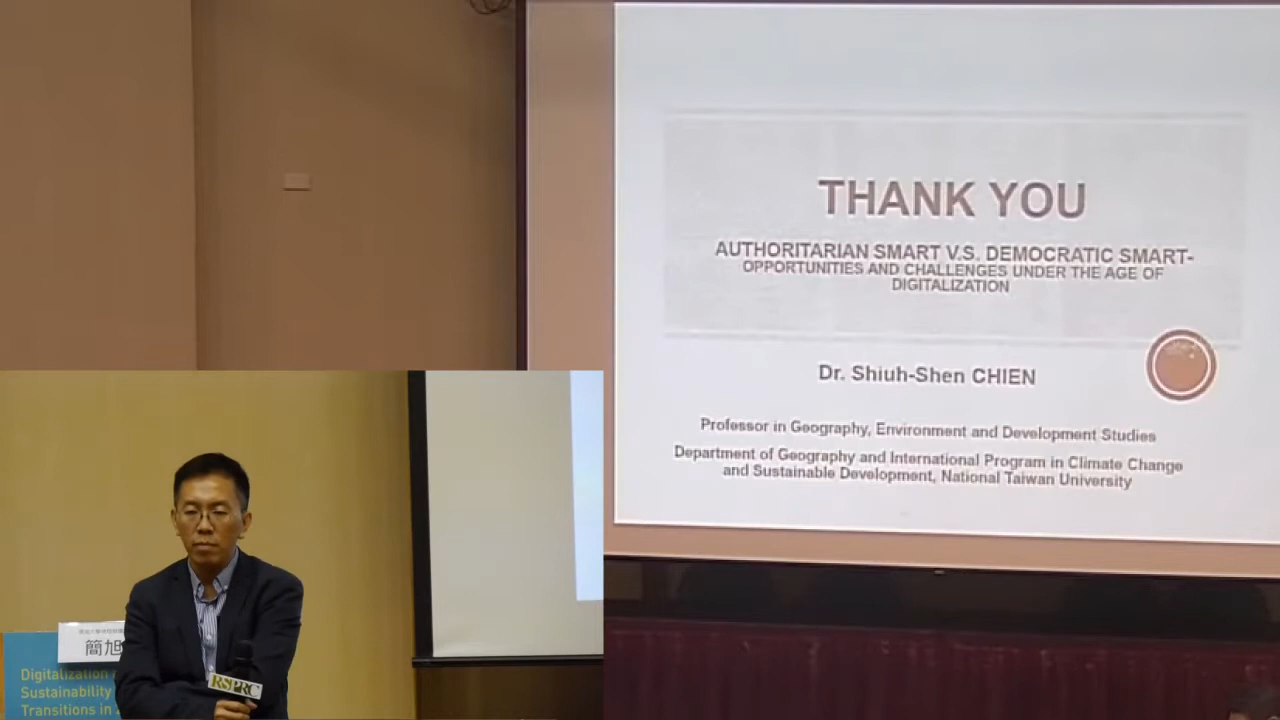 THANK YOU
AUTHORITARIAN SMART V.S. DEMOCRATIC SMART-
OPPORTUNITIES AND CHALLENGES UNDER THE AGE OF
DIGITALIZATION
Dr. Shiuh-Shen CHIEN
Professor in Geography, Environment and Development Studies
Department of Geography and International Program in Climate Change
and Sustainable Development, National Taiwan University
簡旭
Digitalization
Sustainability
Transitions in
RSPRC